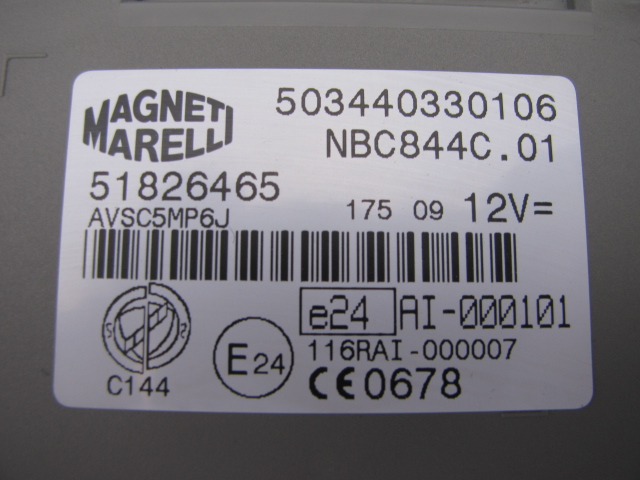 MAGNETI
MARELLI
503440330106
NBC844C.01
51826465
AVSC5MP6J
175 09 12V=
e24 AI-000101
116RAI-000007
E24
C144
CE0678